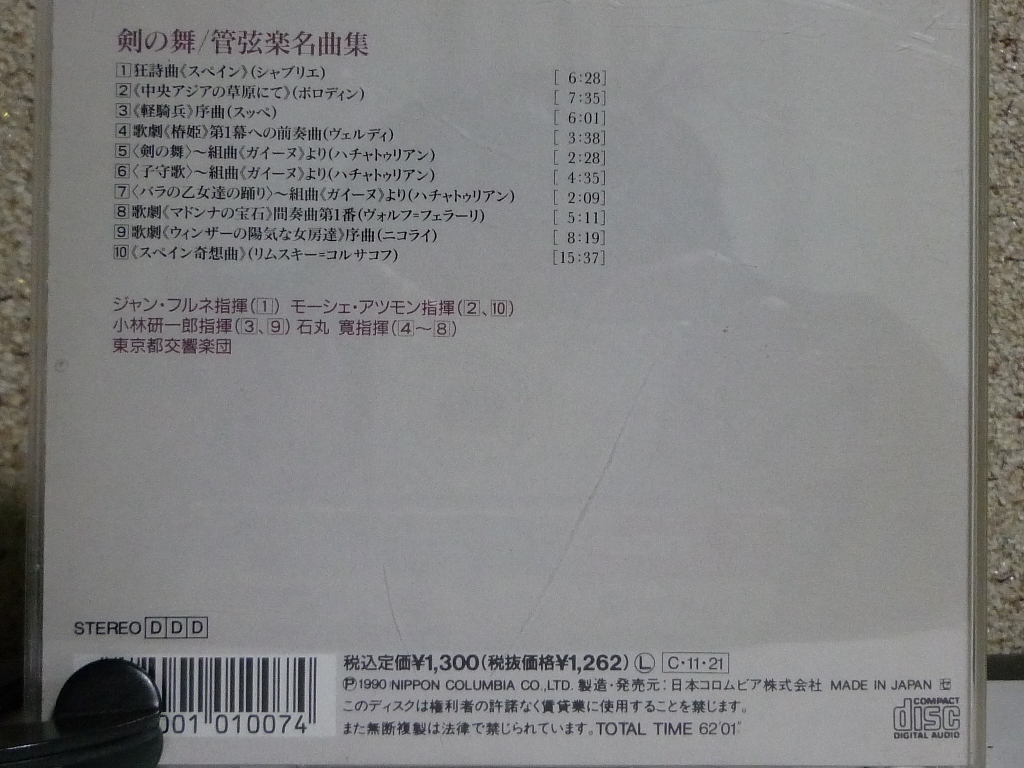 剣の舞/管弦楽名曲集
1 狂詩曲《スペイン》(シャブリエ) [ 6:28]
2 《中央アジアの草原にて》(ボロディン) [ 7:35]
3 《軽騎兵》序曲(スッペ) [ 6:01]
4 歌劇《椿姫》第1幕への前奏曲(ヴェルディ) [ 3:38]
5 〈剣の舞〉〜組曲《ガイーヌ》より(ハチャトゥリアン) [ 2:28]
6 〈子守歌〉〜組曲《ガイーヌ》より(ハチャトゥリアン) [ 4:35]
7 〈バラの乙女達の踊り〉〜組曲《ガイーヌ》より(ハチャトゥリアン) [ 2:09]
8 歌劇《マドンナの宝石》間奏曲第1番(ヴォルフ=フェラーリ) [ 5:11]
9 歌劇《ウィンザーの陽気な女房達》序曲(ニコライ) [ 8:19]
10 《スペイン奇想曲》(リムスキー=コルサコフ) [15:37]
ジャン・フルネ指揮(1) モーシェ・アツモン指揮(2、10)
小林研一郎指揮(3、9) 石丸 寛指揮(4〜8)
東京都交響楽団
STEREO DDD
税込定価¥1,300(税抜価格¥1,262) Ⓛ C・11・21
Ⓟ1990 NIPPON COLUMBIA CO.,LTD. 製造・発売元:日本コロムビア株式会社 MADE IN JAPAN
このディスクは権利者の許諾なく賃貸業に使用することを禁じます。
また無断複製は法律で禁じられています。TOTAL TIME 62'01"
001 010074
COMPACT
disc
DIGITAL AUDIO